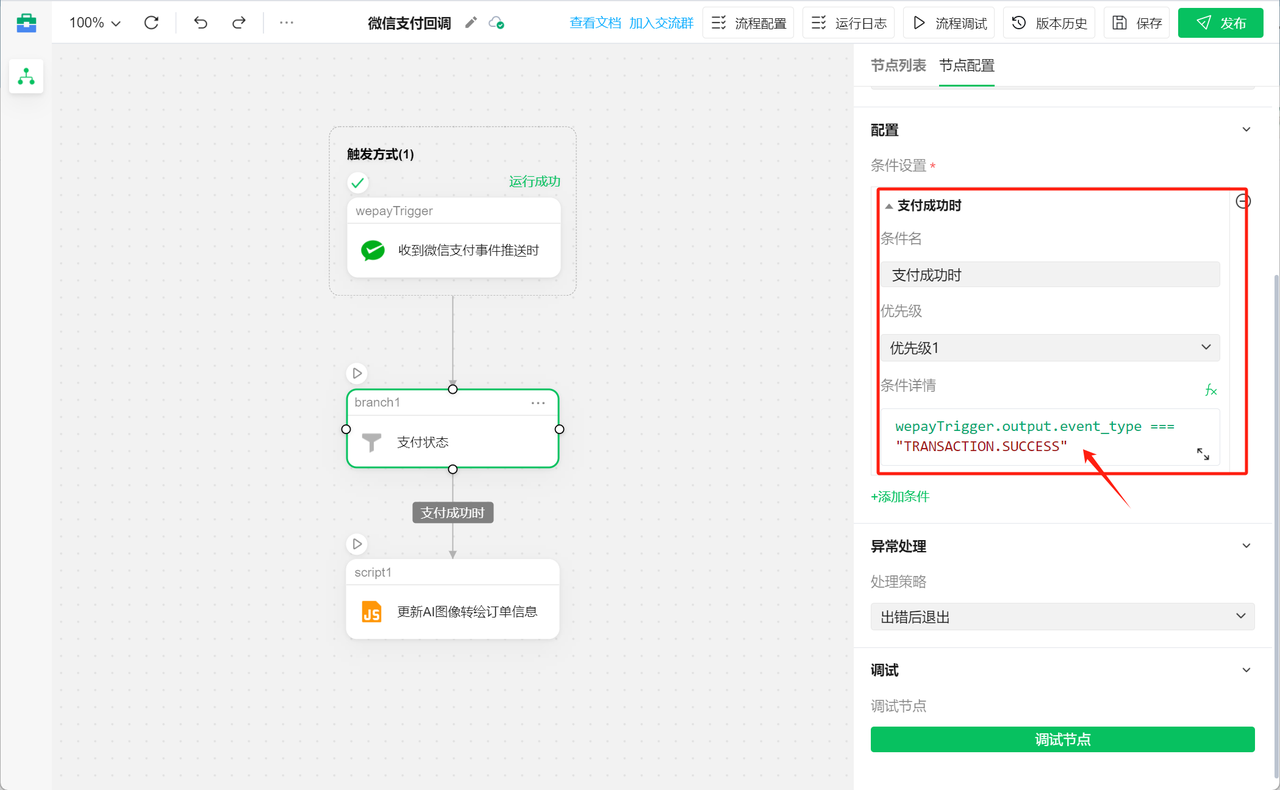 100%
微信支付回调
查看文档
加入交流群
流程配置
运行日志
流程调试
版本历史
保存
发布
触发方式(1)
运行成功
wepayTrigger
收到微信支付事件推送时
branch1
支付状态
支付成功时
script1
JS
更新AI图像转绘订单信息
节点列表
节点配置
配置
条件设置 *
支付成功时
条件名
支付成功时
优先级
优先级1
条件详情
fx
wepayTrigger.output.event_type ===
"TRANSACTION.SUCCESS"
+添加条件
异常处理
处理策略
出错后退出
调试
调试节点
调试节点